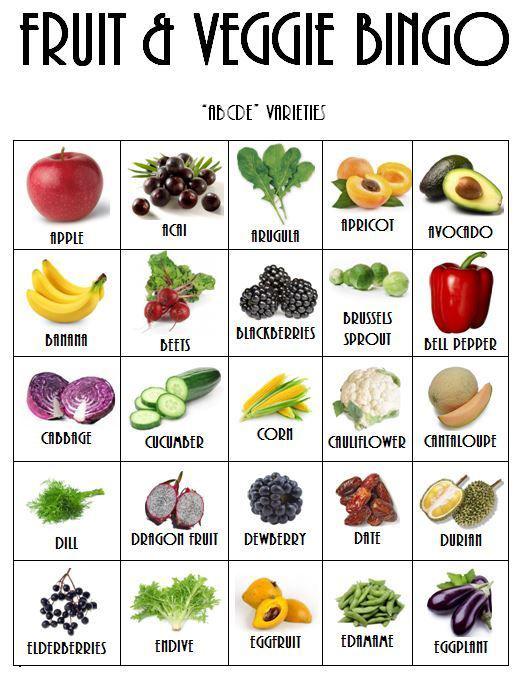 FRUIT & VEGGIE BINGO
"ABCDE" VARIETIES
APPLE
ACAI
ARUGULA
APRICOT
AVOCADO
BANANA
BEETS
BLACKBERRIES
BRUSSELS
SPROUT
BELL PEPPER
CABBAGE
CUCUMBER
CORN
CAULIFLOWER
CANTALOUPE
DILL
DRAGON FRUIT
DEWBERRY
DATE
DURIAN
ELDERBERRIES
ENDIVE
EGGFRUIT
EDAMAME
EGGPLANT